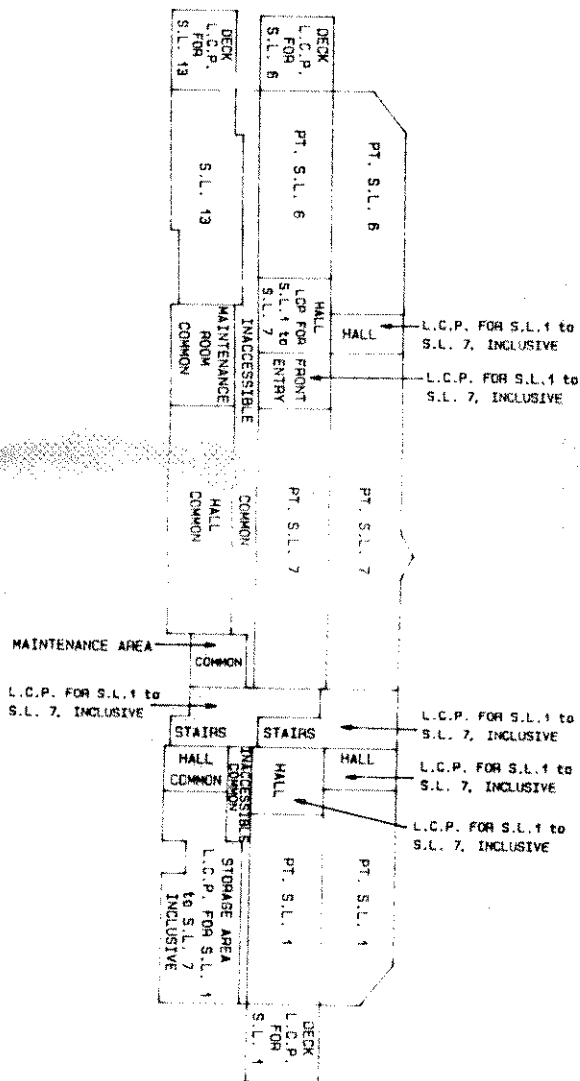 DECK
L.C.P.
FOR
S.L. 13
DECK
L.C.P.
FOR
S.L. 6
S.L. 13
PT. S.L. 6
PT. S.L. 6
MAINTENANCE
ROOM
COMMON
INACCESSIBLE
COMMON
HALL
LCP FOR
S.L.1 to
S.L. 7
FRONT
ENTRY
HALL
L.C.P. FOR S.L.1 to
S.L. 7, INCLUSIVE
L.C.P. FOR S.L.1 to
S.L. 7, INCLUSIVE
HALL
COMMON
PT. S.L. 7
PT. S.L. 7
MAINTENANCE AREA
COMMON
L.C.P. FOR S.L.1 to
S.L. 7, INCLUSIVE
STAIRS
STAIRS
L.C.P. FOR S.L.1 to
S.L. 7, INCLUSIVE
HALL
COMMON
INACCESSIBLE
COMMON
HALL
HALL
L.C.P. FOR S.L.1 to
S.L. 7, INCLUSIVE
L.C.P. FOR S.L.1 to
S.L. 7, INCLUSIVE
STORAGE AREA
L.C.P. FOR S.L. 1
to S.L. 7
INCLUSIVE
PT. S.L. 1
PT. S.L. 1
DECK
L.C.P.
FOR
S.L. 1